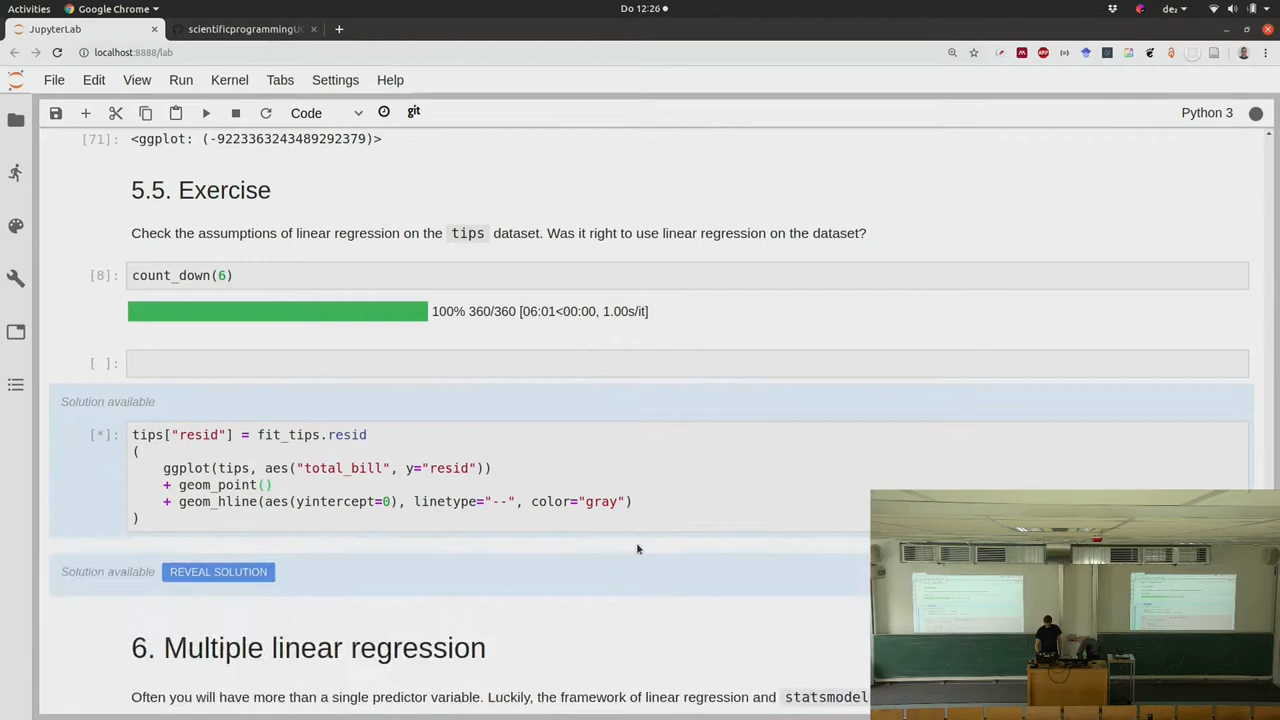 Activities
Google Chrome
Do 12:26
de₂
JupyterLab
scientificprogrammingU
localhost:8888/lab
File Edit View Run Kernel Tabs Settings Help
Code
git
Python 3
[71]:
<ggplot: (-9223363243489292379)>
5.5. Exercise
Check the assumptions of linear regression on the tips dataset. Was it right to use linear regression on the dataset?
[8]:
count_down(6)
100% 360/360 [06:01<00:00, 1.00s/it]
[ ]:
Solution available
[*]:
tips["resid"] = fit_tips.resid
(
ggplot(tips, aes("total_bill", y="resid"))
+ geom_point()
+ geom_hline(aes(yintercept=0), linetype="--", color="gray")
)
Solution available REVEAL SOLUTION
6. Multiple linear regression
Often you will have more than a single predictor variable. Luckily, the framework of linear regression and statsmodel